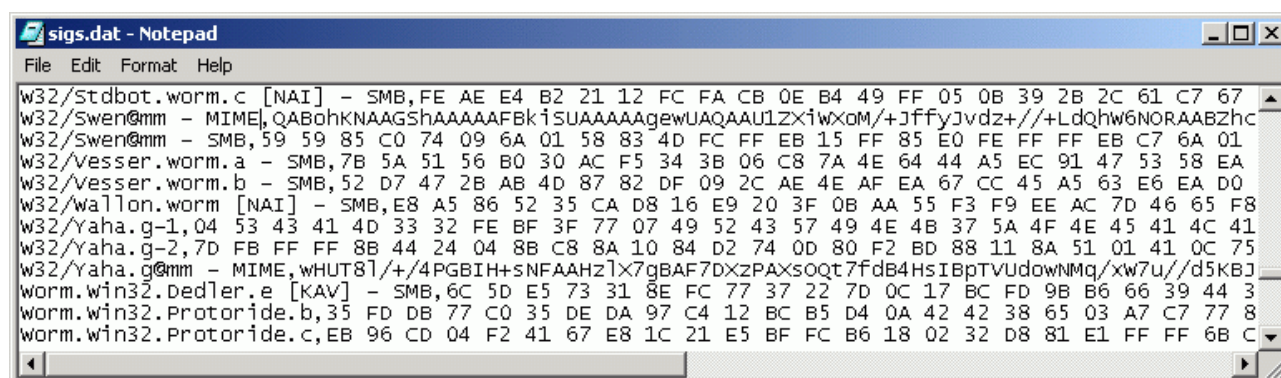 sigs.dat - Notepad
File Edit Format Help
W32/Stdbot.worm.c [NAI] - SMB,FE AE E4 B2 21 12 FC FA CB 0E B4 49 FF 05 0B 39 2B 2C 61 C7 67
W32/Swen@mm - MIME,QABohKNAAGShAAAAAFBkiSUAAAAAgewUAQAAU1ZXiwXoM/+JffyJvdz+//+LdQhW6NORAABZhc
W32/Swen@mm - SMB,59 59 85 C0 74 09 6A 01 58 83 4D FC FF EB 15 FF 85 E0 FE FF FF EB C7 6A 01
W32/Vesser.worm.a - SMB,7B 5A 51 56 B0 30 AC F5 34 3B 06 C8 7A 4E 64 44 A5 EC 91 47 53 58 EA
W32/Vesser.worm.b - SMB,52 D7 47 2B AB 4D 87 82 DF 09 2C AE 4E AF EA 67 CC 45 A5 63 E6 EA D0
W32/Wallon.worm [NAI] - SMB,E8 A5 86 52 35 CA D8 16 E9 20 3F 0B AA 55 F3 F9 EE AC 7D 46 65 F8
W32/Yaha.g-1,04 53 43 41 4D 33 32 FE BF 3F 77 07 49 52 43 57 49 4E 4B 37 5A 4F 4E 45 41 4C 41
W32/Yaha.g-2,7D FB FF FF 8B 44 24 04 8B C8 8A 10 84 D2 74 0D 80 F2 BD 88 11 8A 51 01 41 0C 75
W32/Yaha.g@mm - MIME,wHUT8l/+/4PGBIH+sNFAAHzlX7gBAF7DXzPAXsOQt7fdB4HsIBpTVUdowNMq/xw7u//d5KBJ
Worm.Win32.Dedler.e [KAV] - SMB,6C 5D E5 73 31 8E FC 77 37 22 7D 0C 17 BC FD 9B B6 66 39 44 3
Worm.Win32.Protoride.b,35 FD DB 77 C0 35 DE DA 97 C4 12 BC B5 D4 0A 42 42 38 65 03 A7 C7 77 8
Worm.Win32.Protoride.c,EB 96 CD 04 F2 41 67 E8 1C 21 E5 BF FC B6 18 02 32 D8 81 E1 FF FF 6B C